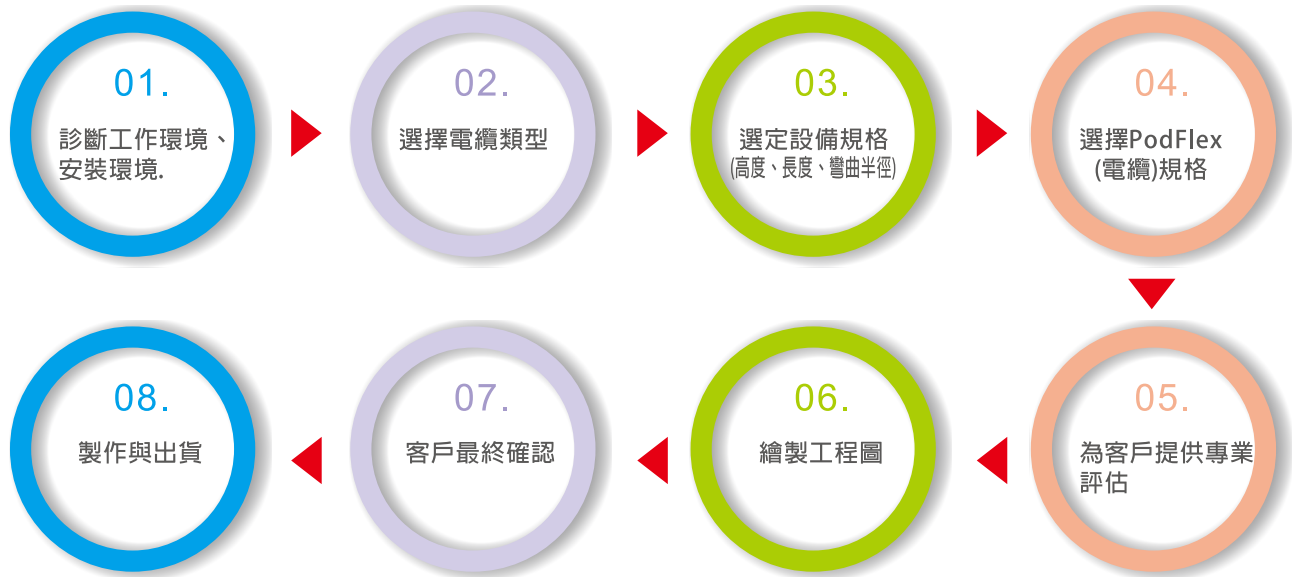 01.
診斷工作環境、
安裝環境.
02.
選擇電纜類型
03.
選定設備規格
(高度、長度、彎曲半徑)
04.
選擇PodFlex
(電纜)規格
05.
為客戶提供專業
評估
06.
繪製工程圖
07.
客戶最終確認
08.
製作與出貨